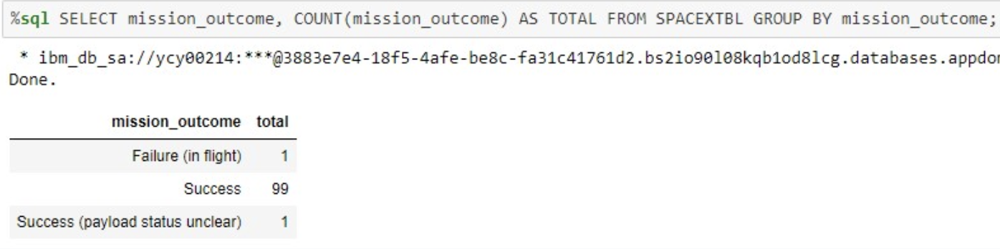 %sql SELECT mission_outcome, COUNT(mission_outcome) AS TOTAL FROM SPACEXTBL GROUP BY mission_outcome;
* ibm_db_sa://ycy00214:***@3883e7e4-18f5-4afe-be8c-fa31c41761d2.bs2io90l08kqb1od8lcg.databases.appdom
Done.
mission_outcome total
Failure (in flight) 1
Success 99
Success (payload status unclear) 1